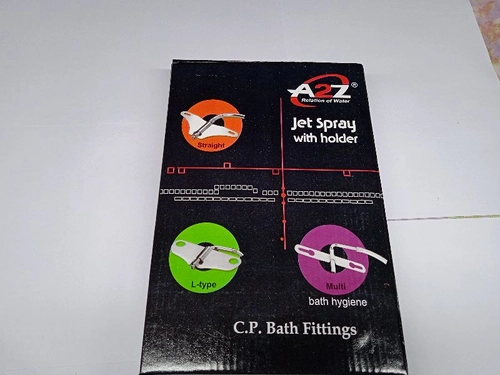 A2Z ®
Relation of Water
Jet Spray
with holder
Straight
L-type
Multi
bath hygiene
C.P. Bath Fittings